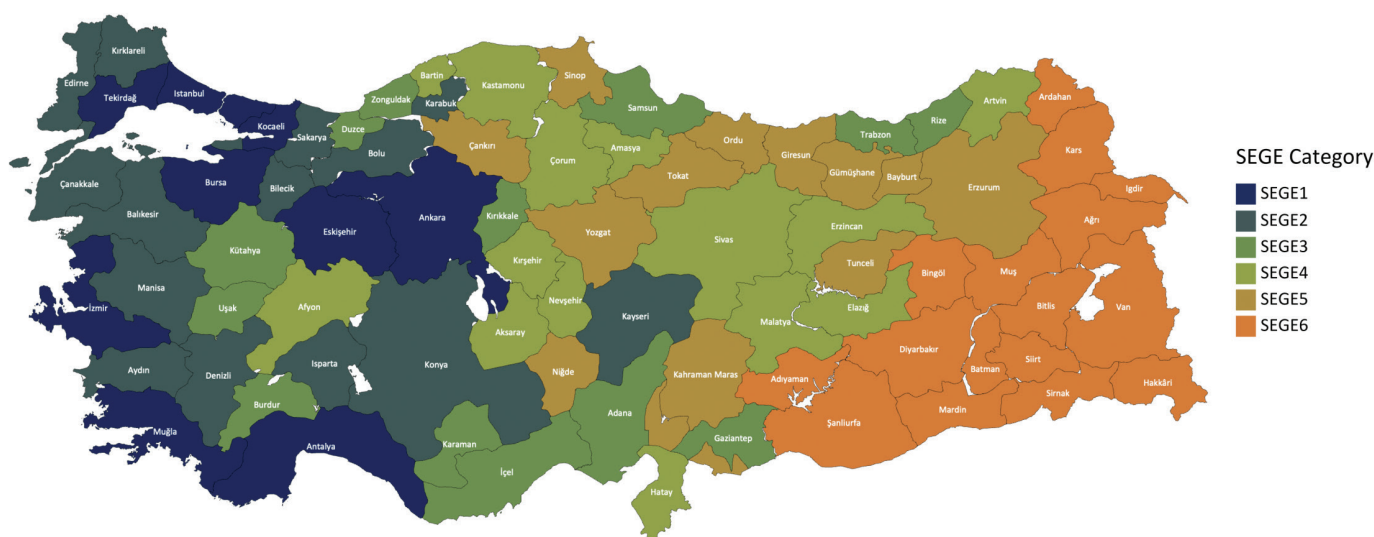 Kırklareli
Edirne
Tekirdağ
Istanbul
Kocaeli
Sakarya
Duzce
Zonguldak
Bartin
Karabuk
Kastamonu
Sinop
Samsun
Bolu
Çankırı
Çorum
Amasya
Ordu
Giresun
Tokat
Gümüşhane
Bayburt
Trabzon
Rize
Artvin
Ardahan
Kars
Igdir
Ağrı
Erzurum
Erzincan
Çanakkale
Balıkesir
Bursa
Bilecik
Eskişehir
Ankara
Kırıkkale
Yozgat
Sivas
Kütahya
Kırşehir
Nevşehir
Kayseri
Malatya
Tunceli
Elazığ
Bingöl
Muş
Bitlis
Van
Manisa
İzmir
Uşak
Afyon
Aksaray
Konya
Isparta
Aydın
Denizli
Burdur
Niğde
Kahraman Maras
Adıyaman
Diyarbakır
Batman
Siirt
Sirnak
Hakkâri
Mardin
Şanliurfa
Gaziantep
Adana
Karaman
İçel
Hatay
Muğla
Antalya
SEGE Category
SEGE1
SEGE2
SEGE3
SEGE4
SEGE5
SEGE6